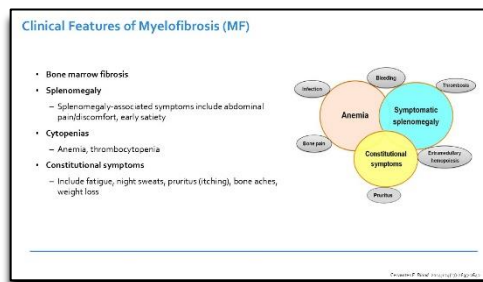 Clinical Features of Myelofibrosis (MF)
• Bone marrow fibrosis
• Splenomegaly
– Splenomegaly-associated symptoms include abdominal
pain/discomfort, early satiety
• Cytopenias
– Anemia, thrombocytopenia
• Constitutional symptoms
– Include fatigue, night sweats, pruritus (itching), bone aches,
weight loss
Bleeding
Infection
Thrombosis
Anemia
Symptomatic
splenomegaly
Bone pain
Constitutional
symptoms
Extramedullary
hemopoiesis
Pruritus